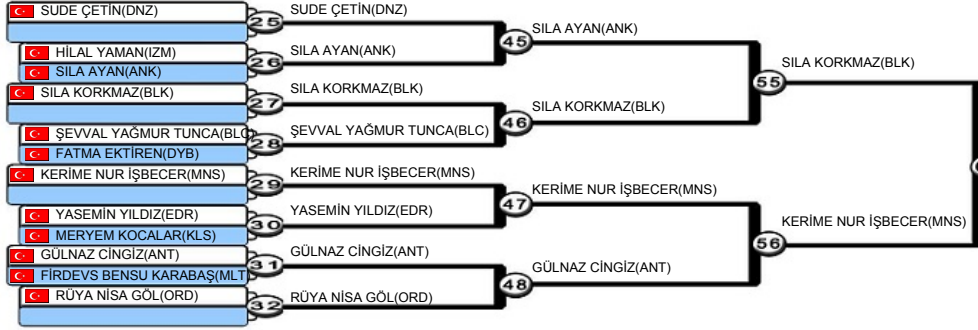 SUDE ÇETİN(DNZ)
25
SUDE ÇETİN(DNZ)
HİLAL YAMAN(IZM)
SILA AYAN(ANK)
26
SILA AYAN(ANK)
45
SILA AYAN(ANK)
SILA KORKMAZ(BLK)
27
SILA KORKMAZ(BLK)
ŞEVVAL YAĞMUR TUNCA(BLC)
FATMA EKTİREN(DYB)
28
ŞEVVAL YAĞMUR TUNCA(BLC)
46
SILA KORKMAZ(BLK)
55
SILA KORKMAZ(BLK)
KERİME NUR İŞBECER(MNS)
29
KERİME NUR İŞBECER(MNS)
YASEMİN YILDIZ(EDR)
MERYEM KOCALAR(KLS)
30
YASEMİN YILDIZ(EDR)
47
KERİME NUR İŞBECER(MNS)
GÜLNAZ CİNGİZ(ANT)
FİRDEVS BENSU KARABAŞ(MLT
31
GÜLNAZ CİNGİZ(ANT)
RÜYA NİSA GÖL(ORD)
32
RÜYA NİSA GÖL(ORD)
48
GÜLNAZ CİNGİZ(ANT)
56
KERİME NUR İŞBECER(MNS)